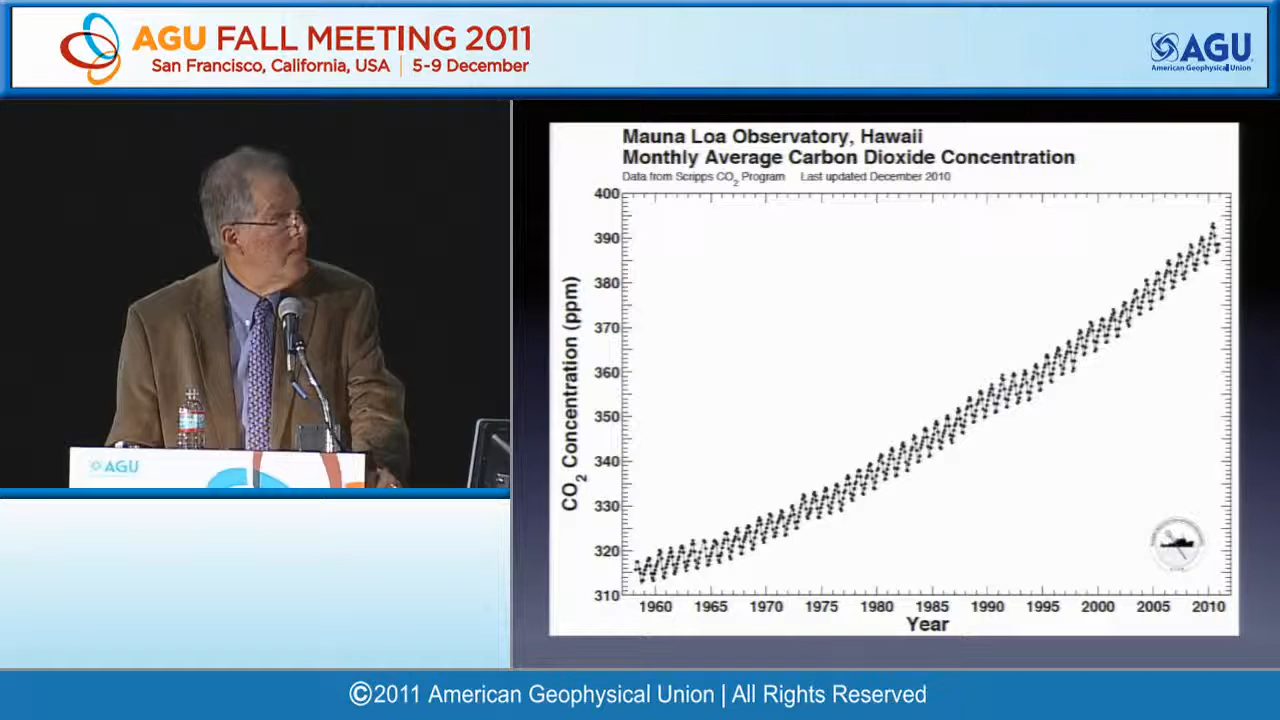 AGU FALL MEETING 2011
San Francisco, California, USA | 5-9 December
AGU
American Geophysical Union
AGU
Mauna Loa Observatory, Hawaii
Monthly Average Carbon Dioxide Concentration
Data from Scripps CO2 Program Last updated December 2010
CO2 Concentration (ppm)
400
390
380
370
360
350
340
330
320
310
1960 1965 1970 1975 1980 1985 1990 1995 2000 2005 2010
Year
©2011 American Geophysical Union | All Rights Reserved